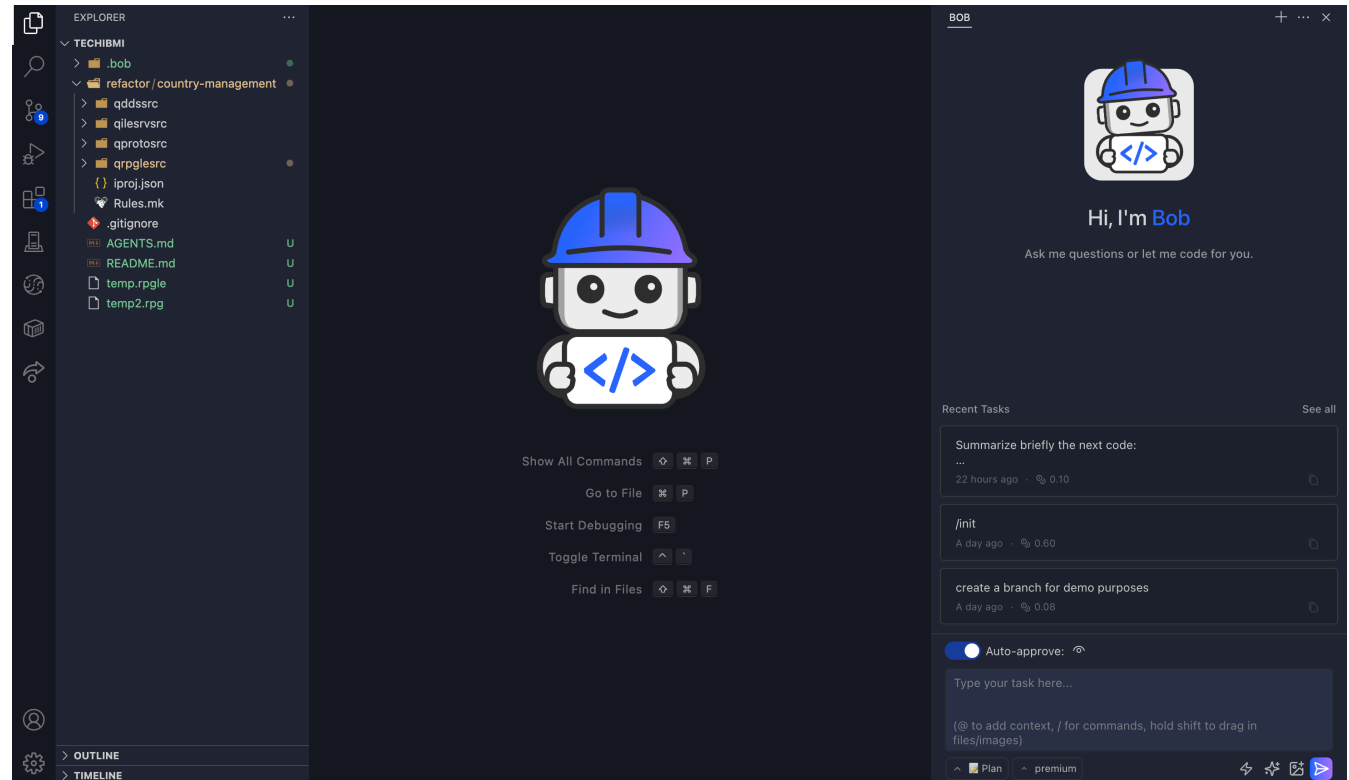 EXPLORER
TECHIBMI
.bob
refactor/country-management
qddssrc
qilesrvsrc
qprotosrc
qrpglesrc
{} iproj.json
Rules.mk
.gitignore
AGENTS.md U
README.md U
temp.rpgle U
temp2.rpg U
9
1
OUTLINE
TIMELINE
</>
Show All Commands ⇧ ⌘ P
Go to File ⌘ P
Start Debugging F5
Toggle Terminal ^ `
Find in Files ⇧ ⌘ F
BOB
</>
Hi, I'm Bob
Ask me questions or let me code for you.
Recent Tasks See all
Summarize briefly the next code:
...
22 hours ago · 0.10
/init
A day ago · 0.60
create a branch for demo purposes
A day ago · 0.08
Auto-approve:
Type your task here...
(@ to add context, / for commands, hold shift to drag in
files/images)
Plan premium